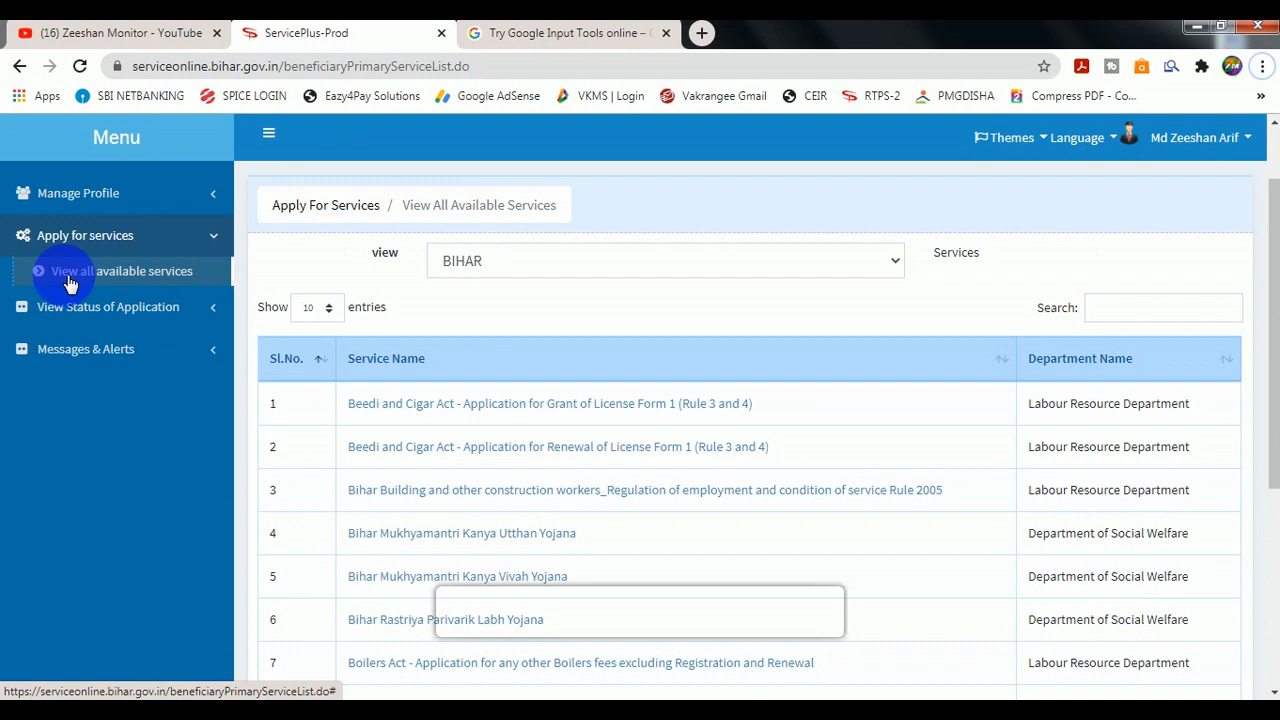 (16) Zeeshan Monitor - YouTube
ServicePlus-Prod
Try Google Input Tools online – G
serviceonline.bihar.gov.in/beneficiaryPrimaryServiceList.do
Apps
SBI NETBANKING
SPICE LOGIN
Eazy4Pay Solutions
Google AdSense
VKMS | Login
Vakrangee Gmail
CEIR
RTPS-2
PMGDISHA
Compress PDF - Co...
»
Menu
Themes
Language
Md Zeeshan Arif
Manage Profile
Apply for services
View all available services
View Status of Application
Messages & Alerts
Apply For Services / View All Available Services
view BIHAR Services
Show 10 entries Search:
Sl.No. Service Name Department Name
1 Beedi and Cigar Act - Application for Grant of License Form 1 (Rule 3 and 4) Labour Resource Department
2 Beedi and Cigar Act - Application for Renewal of License Form 1 (Rule 3 and 4) Labour Resource Department
3 Bihar Building and other construction workers_Regulation of employment and condition of service Rule 2005 Labour Resource Department
4 Bihar Mukhyamantri Kanya Utthan Yojana Department of Social Welfare
5 Bihar Mukhyamantri Kanya Vivah Yojana Department of Social Welfare
6 Bihar Rastriya Parivarik Labh Yojana Department of Social Welfare
7 Boilers Act - Application for any other Boilers fees excluding Registration and Renewal Labour Resource Department
https://serviceonline.bihar.gov.in/beneficiaryPrimaryServiceList.do#